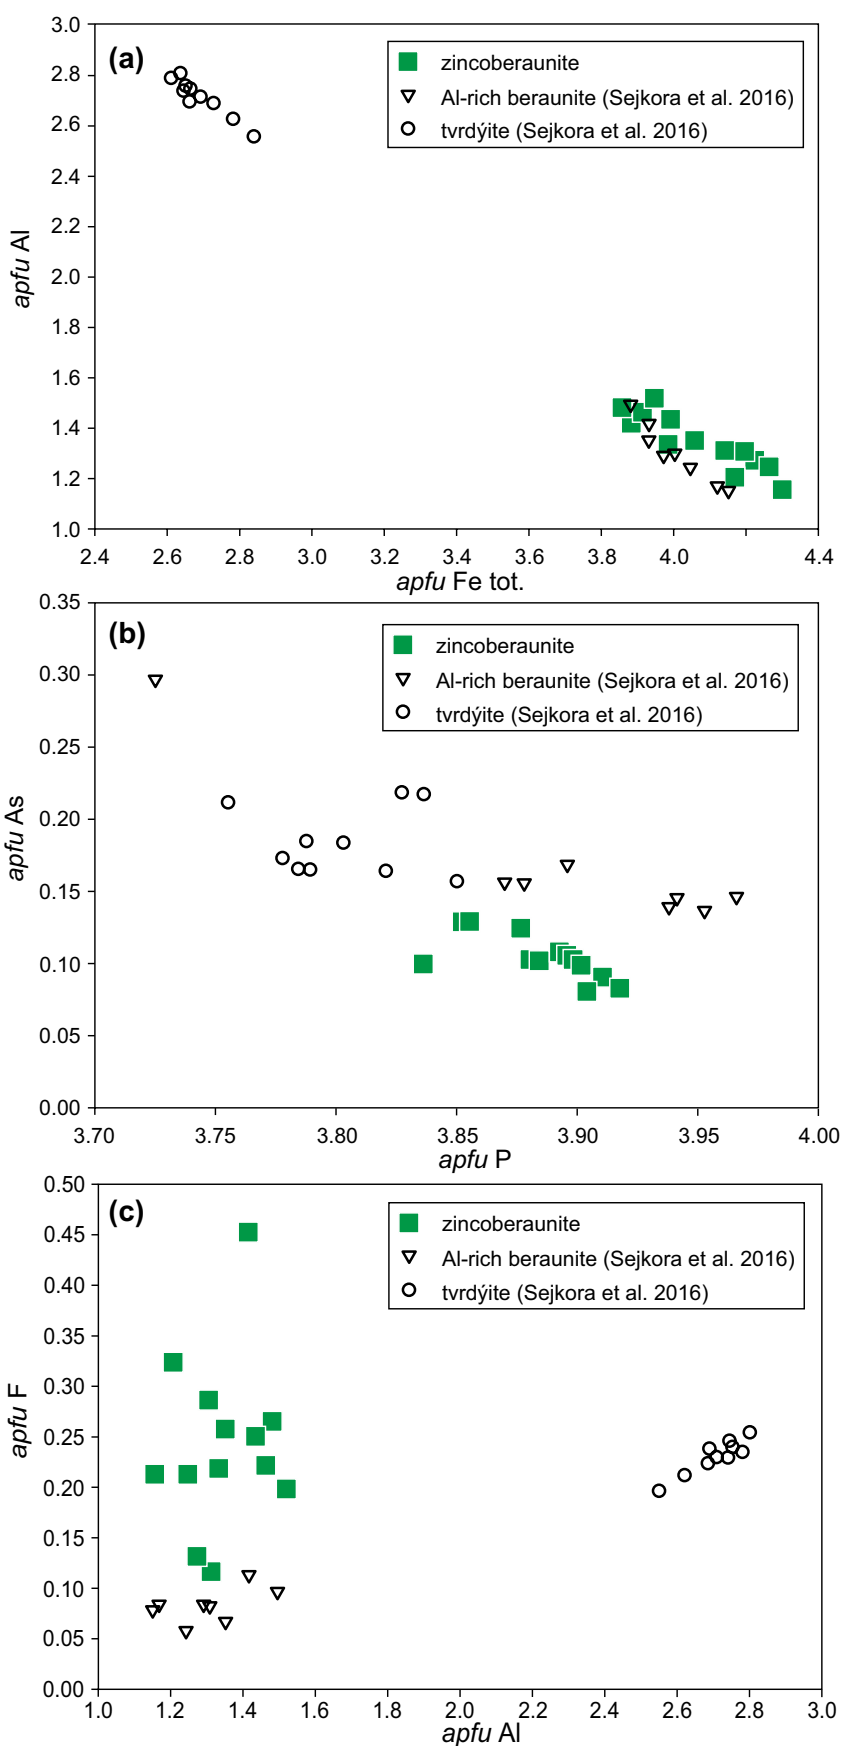 3.0
(a)
zincoberaunite
2.8
Al-rich beraunite (Sejkora et al. 2016)
2.6
tvrdýite (Sejkora et al. 2016)
2.4
2.2
apfu Al
2.0
1.8
1.6
1.4
1.2
1.0
2.4 2.6 2.8 3.0 3.2 3.4 3.6 3.8 4.0 4.2 4.4
apfu Fe tot.
0.35
(b)
zincoberaunite
0.30
Al-rich beraunite (Sejkora et al. 2016)
tvrdýite (Sejkora et al. 2016)
0.25
apfu As
0.20
0.15
0.10
0.05
0.00
3.70 3.75 3.80 3.85 3.90 3.95 4.00
apfu P
0.50
(c)
zincoberaunite
0.45
Al-rich beraunite (Sejkora et al. 2016)
0.40
tvrdýite (Sejkora et al. 2016)
0.35
0.30
apfu F
0.25
0.20
0.15
0.10
0.05
0.00
1.0 1.2 1.4 1.6 1.8 2.0 2.2 2.4 2.6 2.8 3.0
apfu Al